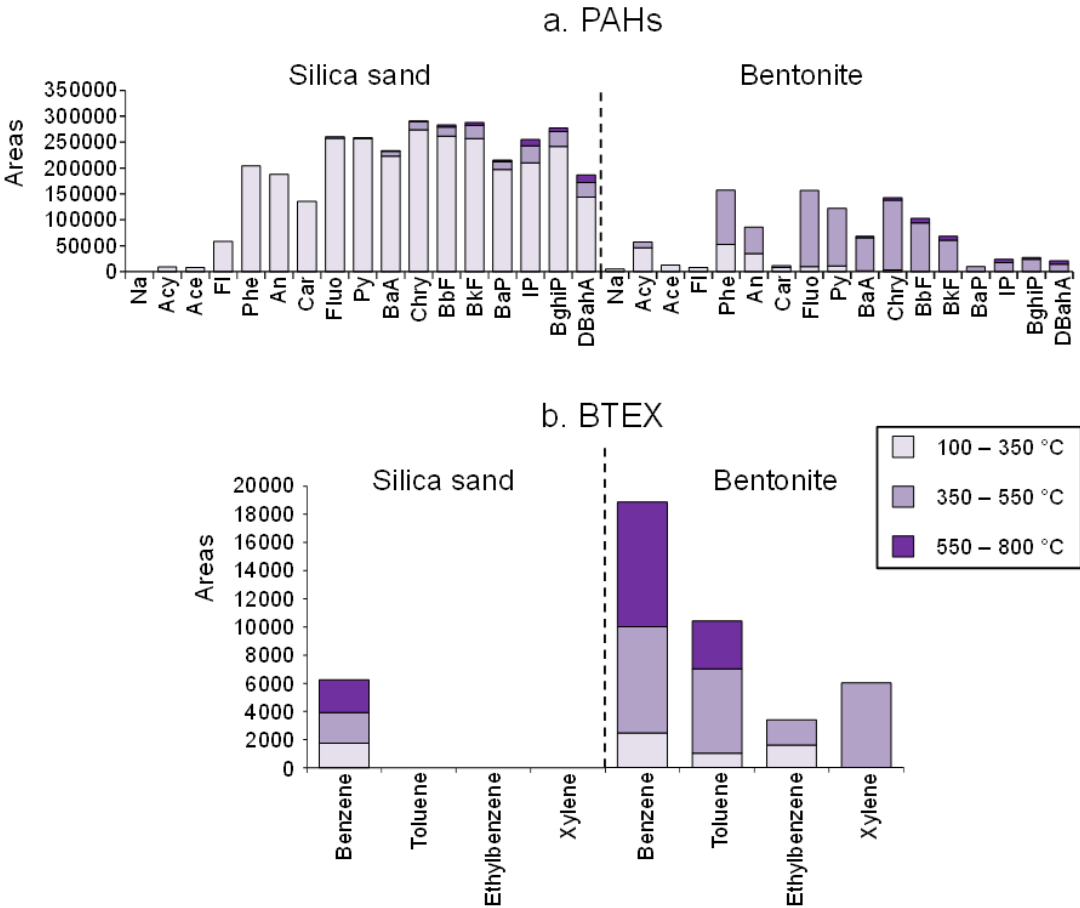 a. PAHs
Silica sand
Bentonite
Areas
350000
300000
250000
200000
150000
100000
50000
0
Na
Acy
Ace
Fl
Phe
An
Car
Fluo
Py
BaA
Chry
BbF
BkF
BaP
IP
BghiP
DBahA
Na
Acy
Ace
Fl
Phe
An
Car
Fluo
Py
BaA
Chry
BbF
BkF
BaP
IP
BghiP
DBahA
b. BTEX
Silica sand
Bentonite
100 – 350 °C
350 – 550 °C
550 – 800 °C
Areas
20000
18000
16000
14000
12000
10000
8000
6000
4000
2000
0
Benzene
Toluene
Ethylbenzene
Xylene
Benzene
Toluene
Ethylbenzene
Xylene